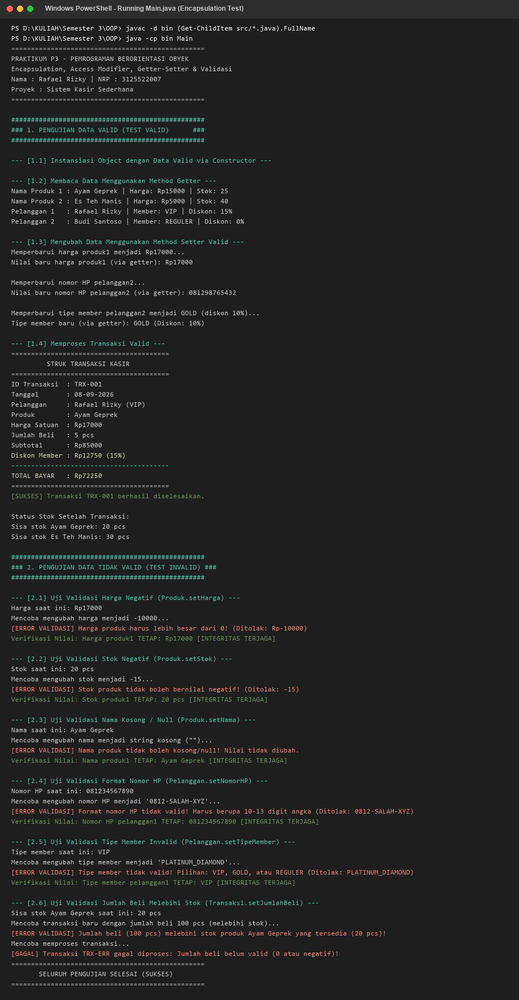 Windows PowerShell - Running Main.java (Encapsulation Test)
PS D:\KULIAH\Semester 3\OOP> javac -d bin (Get-ChildItem src/*.java).FullName
PS D:\KULIAH\Semester 3\OOP> java -cp bin Main
=================================================
PRAKTIKUM P3 - PEMROGRAMAN BERORIENTASI OBYEK
Encapsulation, Access Modifier, Getter-Setter & Validasi
Nama : Rafael Rizky | NRP : 3125522007
Proyek : Sistem Kasir Sederhana
=================================================
#################################################
### 1. PENGUJIAN DATA VALID (TEST VALID)      ###
#################################################
--- [1.1] Instansiasi Object dengan Data Valid via Constructor ---
--- [1.2] Membaca Data Menggunakan Method Getter ---
Nama Produk 1 : Ayam Geprek | Harga: Rp15000 | Stok: 25
Nama Produk 2 : Es Teh Manis | Harga: Rp5000 | Stok: 40
Pelanggan 1   : Rafael Rizky | Member: VIP | Diskon: 15%
Pelanggan 2   : Budi Santoso | Member: REGULER | Diskon: 0%
--- [1.3] Mengubah Data Menggunakan Method Setter Valid ---
Memperbarui harga produk1 menjadi Rp17000...
Nilai baru harga produk1 (via getter): Rp17000
Memperbarui nomor HP pelanggan2...
Nilai baru nomor HP pelanggan2 (via getter): 081298765432
Memperbarui tipe member pelanggan2 menjadi GOLD (diskon 10%)...
Tipe member baru (via getter): GOLD (Diskon: 10%)
--- [1.4] Memproses Transaksi Valid ---
========================================
         STRUK TRANSAKSI KASIR
========================================
ID Transaksi  : TRX-001
Tanggal       : 08-09-2026
Pelanggan     : Rafael Rizky (VIP)
Produk        : Ayam Geprek
Harga Satuan  : Rp17000
Jumlah Beli   : 5 pcs
Subtotal      : Rp85000
Diskon Member : Rp12750 (15%)
----------------------------------------
TOTAL BAYAR   : Rp72250
========================================
[SUKSES] Transaksi TRX-001 berhasil diselesaikan.
Status Stok Setelah Transaksi:
Sisa stok Ayam Geprek: 20 pcs
Sisa stok Es Teh Manis: 30 pcs
#################################################
### 2. PENGUJIAN DATA TIDAK VALID (TEST INVALID) ###
#################################################
--- [2.1] Uji Validasi Harga Negatif (Produk.setHarga) ---
Harga saat ini: Rp17000
Mencoba mengubah harga menjadi -10000...
[ERROR VALIDASI] Harga produk harus lebih besar dari 0! (Ditolak: Rp-10000)
Verifikasi Nilai: Harga produk1 TETAP: Rp17000 [INTEGRITAS TERJAGA]
--- [2.2] Uji Validasi Stok Negatif (Produk.setStok) ---
Stok saat ini: 20 pcs
Mencoba mengubah stok menjadi -15...
[ERROR VALIDASI] Stok produk tidak boleh bernilai negatif! (Ditolak: -15)
Verifikasi Nilai: Stok produk1 TETAP: 20 pcs [INTEGRITAS TERJAGA]
--- [2.3] Uji Validasi Nama Kosong / Null (Produk.setNama) ---
Nama saat ini: Ayam Geprek
Mencoba mengubah nama menjadi string kosong ("")...
[ERROR VALIDASI] Nama produk tidak boleh kosong/null! Nilai tidak diubah.
Verifikasi Nilai: Nama produk1 TETAP: Ayam Geprek [INTEGRITAS TERJAGA]
--- [2.4] Uji Validasi Format Nomor HP (Pelanggan.setNomorHP) ---
Nomor HP saat ini: 081234567890
Mencoba mengubah nomor HP menjadi '0812-SALAH-XYZ'...
[ERROR VALIDASI] Format nomor HP tidak valid! Harus berupa 10-13 digit angka (Ditolak: 0812-SALAH-XYZ)
Verifikasi Nilai: Nomor HP pelanggan1 TETAP: 081234567890 [INTEGRITAS TERJAGA]
--- [2.5] Uji Validasi Tipe Member Invalid (Pelanggan.setTipeMember) ---
Tipe member saat ini: VIP
Mencoba mengubah tipe member menjadi 'PLATINUM_DIAMOND'...
[ERROR VALIDASI] Tipe member tidak valid! Pilihan: VIP, GOLD, atau REGULER (Ditolak: PLATINUM_DIAMOND)
Verifikasi Nilai: Tipe member pelanggan1 TETAP: VIP [INTEGRITAS TERJAGA]
--- [2.6] Uji Validasi Jumlah Beli Melebihi Stok (Transaksi.setJumlahBeli) ---
Sisa stok Ayam Geprek saat ini: 20 pcs
Mencoba transaksi baru dengan jumlah beli 100 pcs (melebihi stok)...
[ERROR VALIDASI] Jumlah beli (100 pcs) melebihi stok produk Ayam Geprek yang tersedia (20 pcs)!
Mencoba memproses transaksi...
[GAGAL] Transaksi TRX-ERR gagal diproses: Jumlah beli belum valid (0 atau negatif)!
=================================================
       SELURUH PENGUJIAN SELESAI (SUKSES)
=================================================